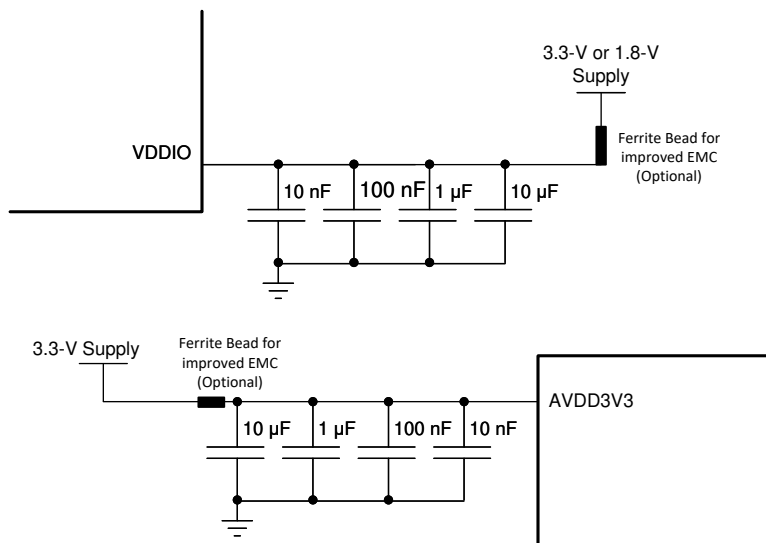 3.3-V or 1.8-V
Supply
Ferrite Bead for
improved EMC
(Optional)
VDDIO
10 nF
100 nF
1 µF
10 µF
3.3-V Supply
Ferrite Bead for
improved EMC
(Optional)
AVDD3V3
10 µF
1 µF
100 nF
10 nF